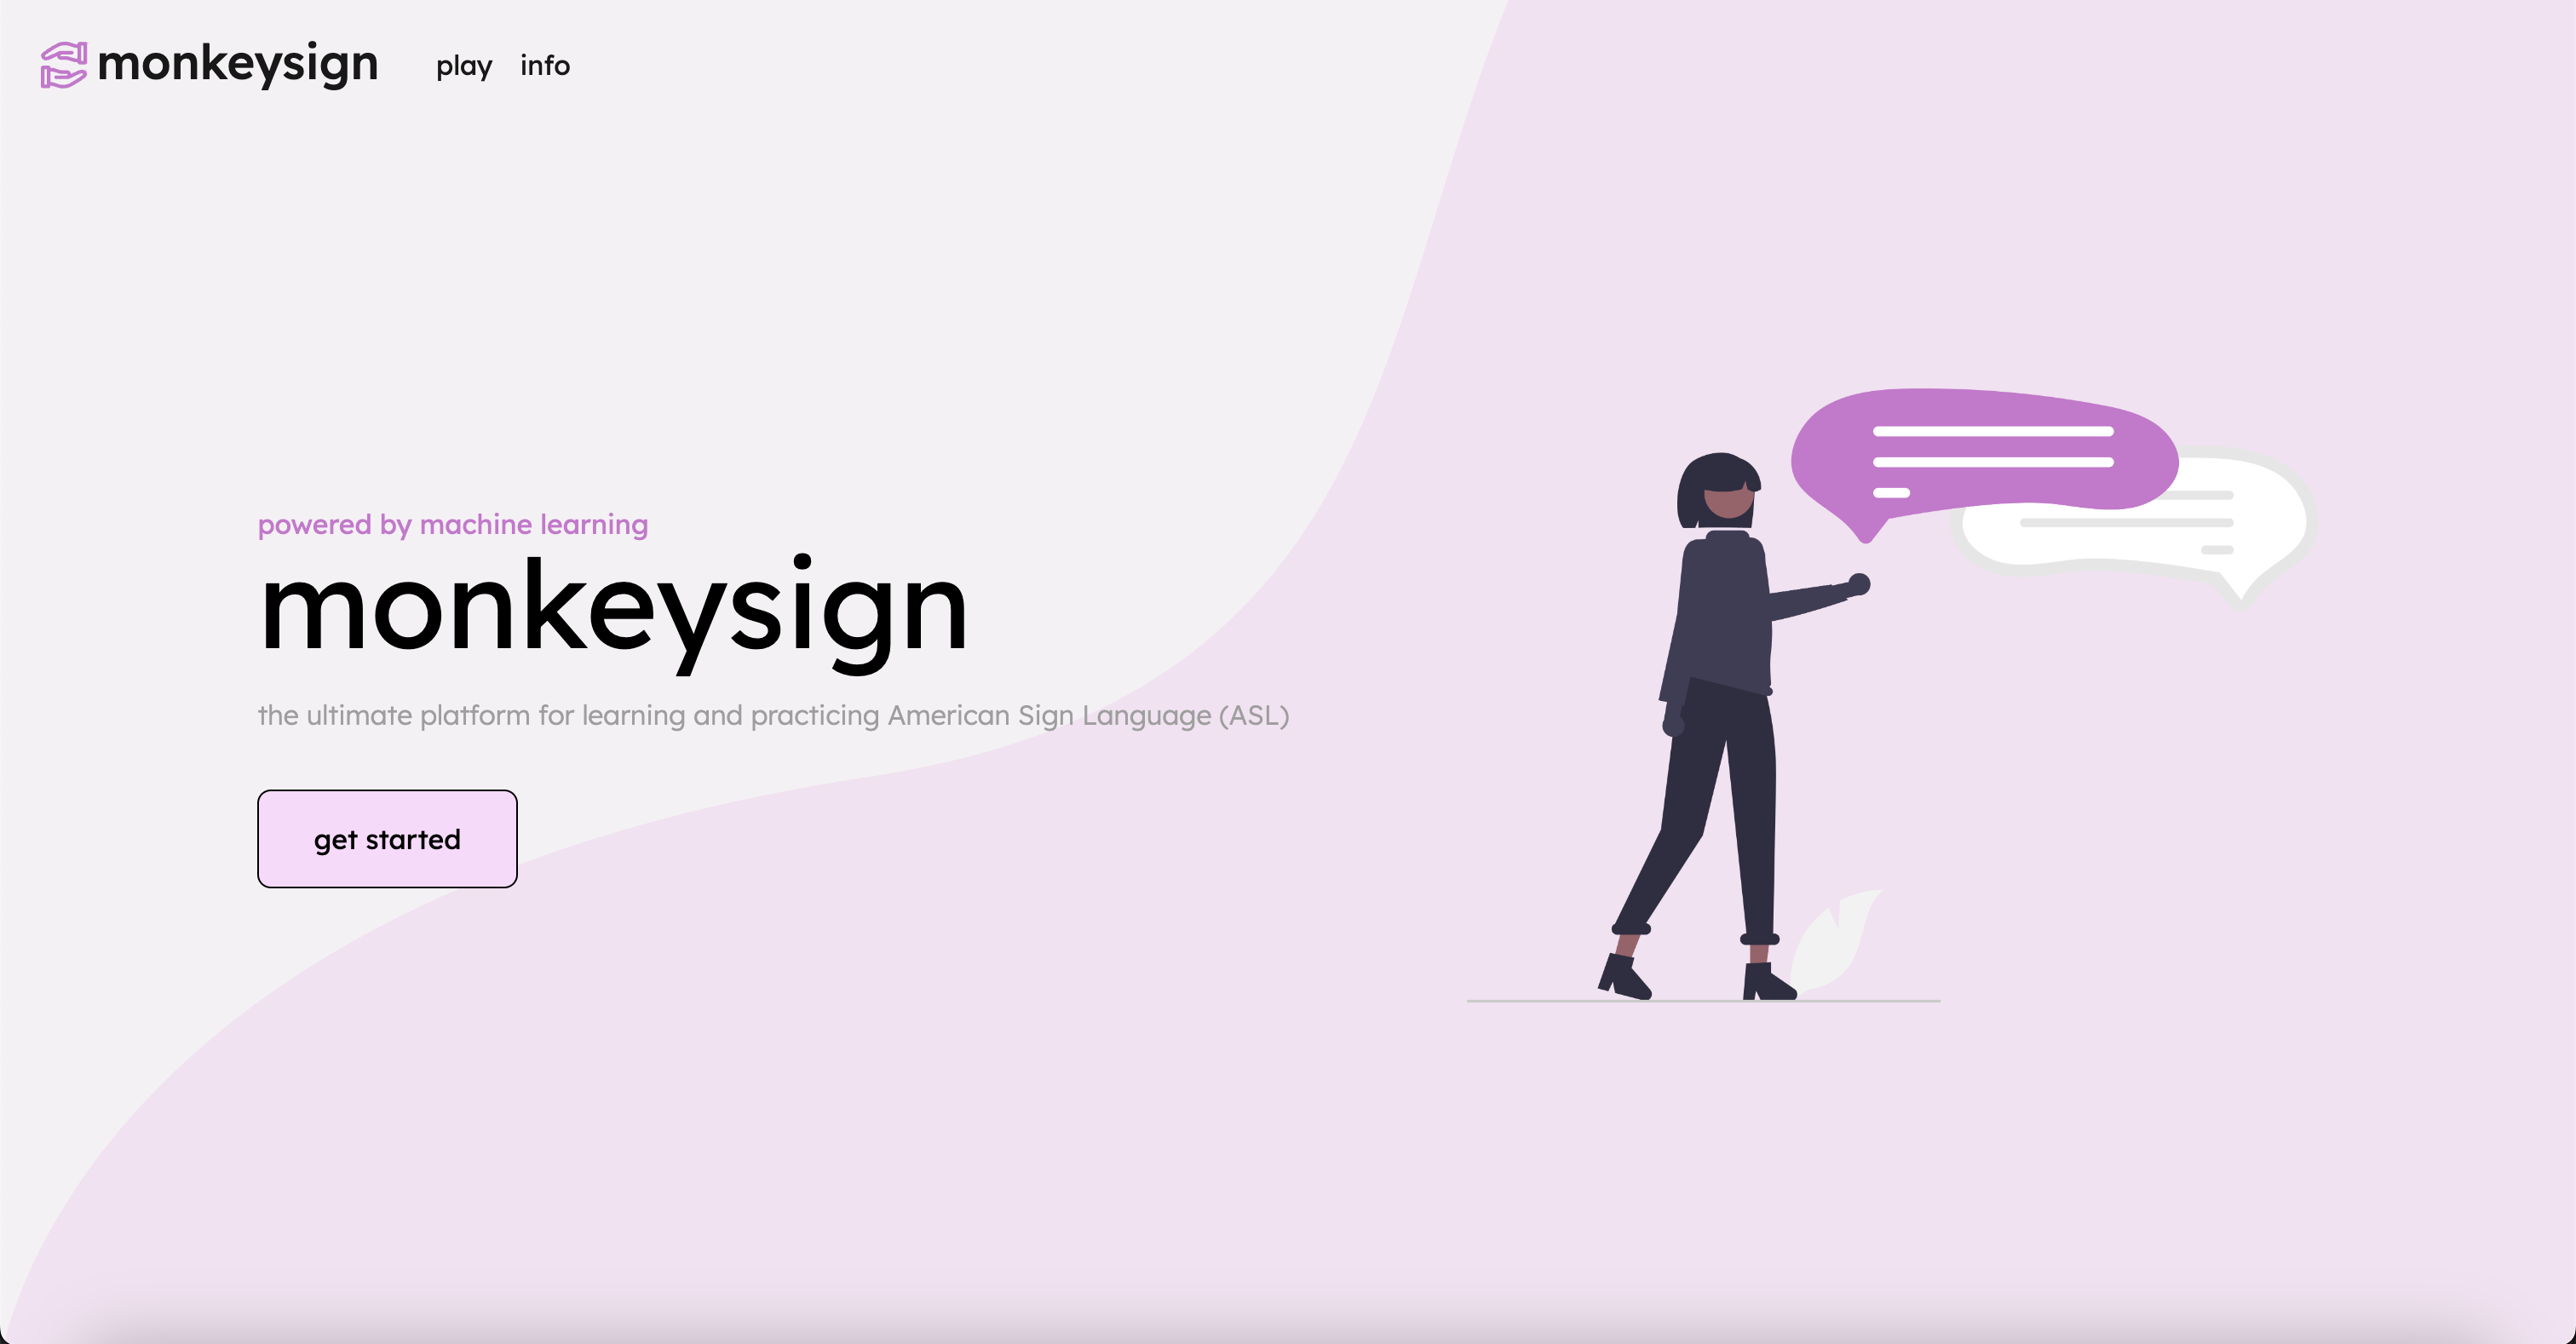 monkeysign play info
powered by machine learning
monkeysign
the ultimate platform for learning and practicing American Sign Language (ASL)
get started